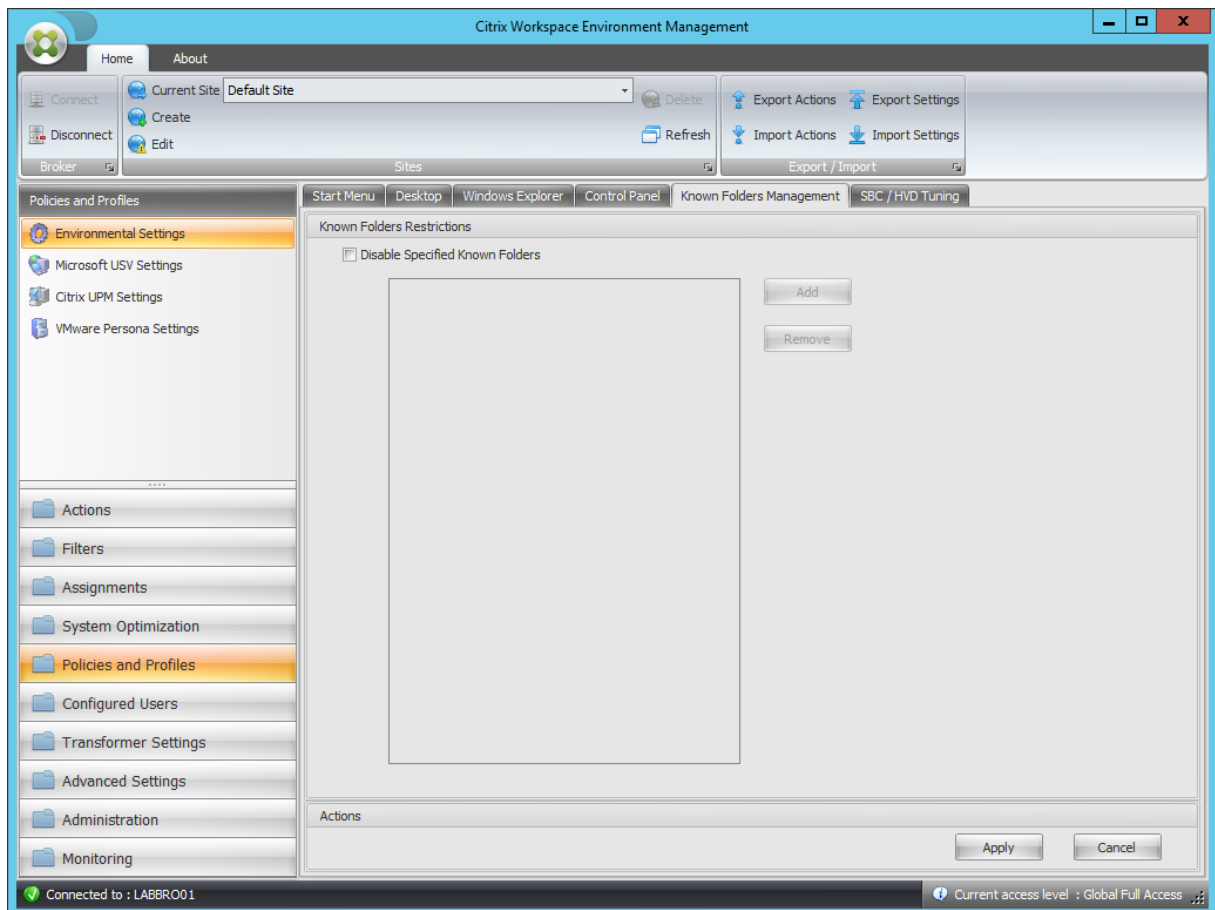 Citrix Workspace Environment Management
Home About
Connect
Disconnect
Broker
Current Site Default Site
Create
Edit
Delete
Refresh
Sites
Export Actions Export Settings
Import Actions Import Settings
Export / Import
Policies and Profiles
Environmental Settings
Microsoft USV Settings
Citrix UPM Settings
VMware Persona Settings
Actions
Filters
Assignments
System Optimization
Policies and Profiles
Configured Users
Transformer Settings
Advanced Settings
Administration
Monitoring
Start Menu Desktop Windows Explorer Control Panel Known Folders Management SBC / HVD Tuning
Known Folders Restrictions
Disable Specified Known Folders
Add
Remove
Actions
Apply Cancel
Connected to : LABBRO01
Current access level : Global Full Access